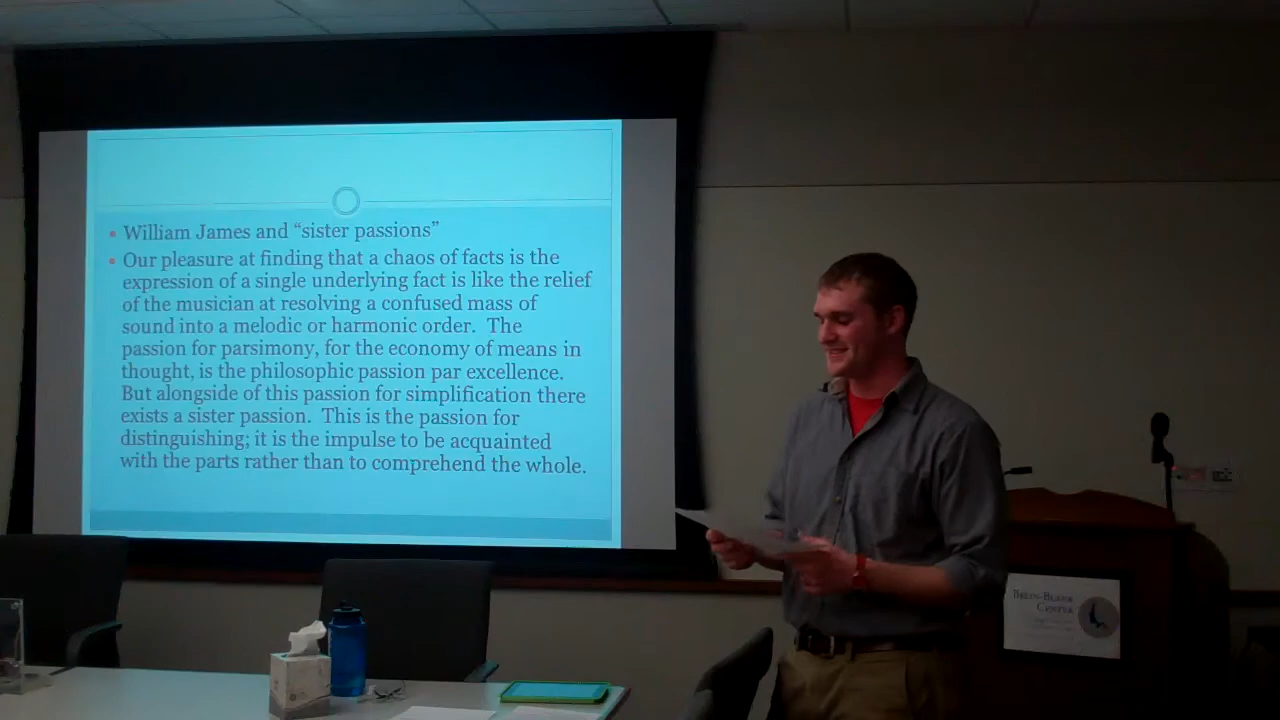 William James and “sister passions”
Our pleasure at finding that a chaos of facts is the
expression of a single underlying fact is like the relief
of the musician at resolving a confused mass of
sound into a melodic or harmonic order.  The
passion for parsimony, for the economy of means in
thought, is the philosophic passion par excellence.
But alongside of this passion for simplification there
exists a sister passion.  This is the passion for
distinguishing; it is the impulse to be acquainted
with the parts rather than to comprehend the whole.
Center